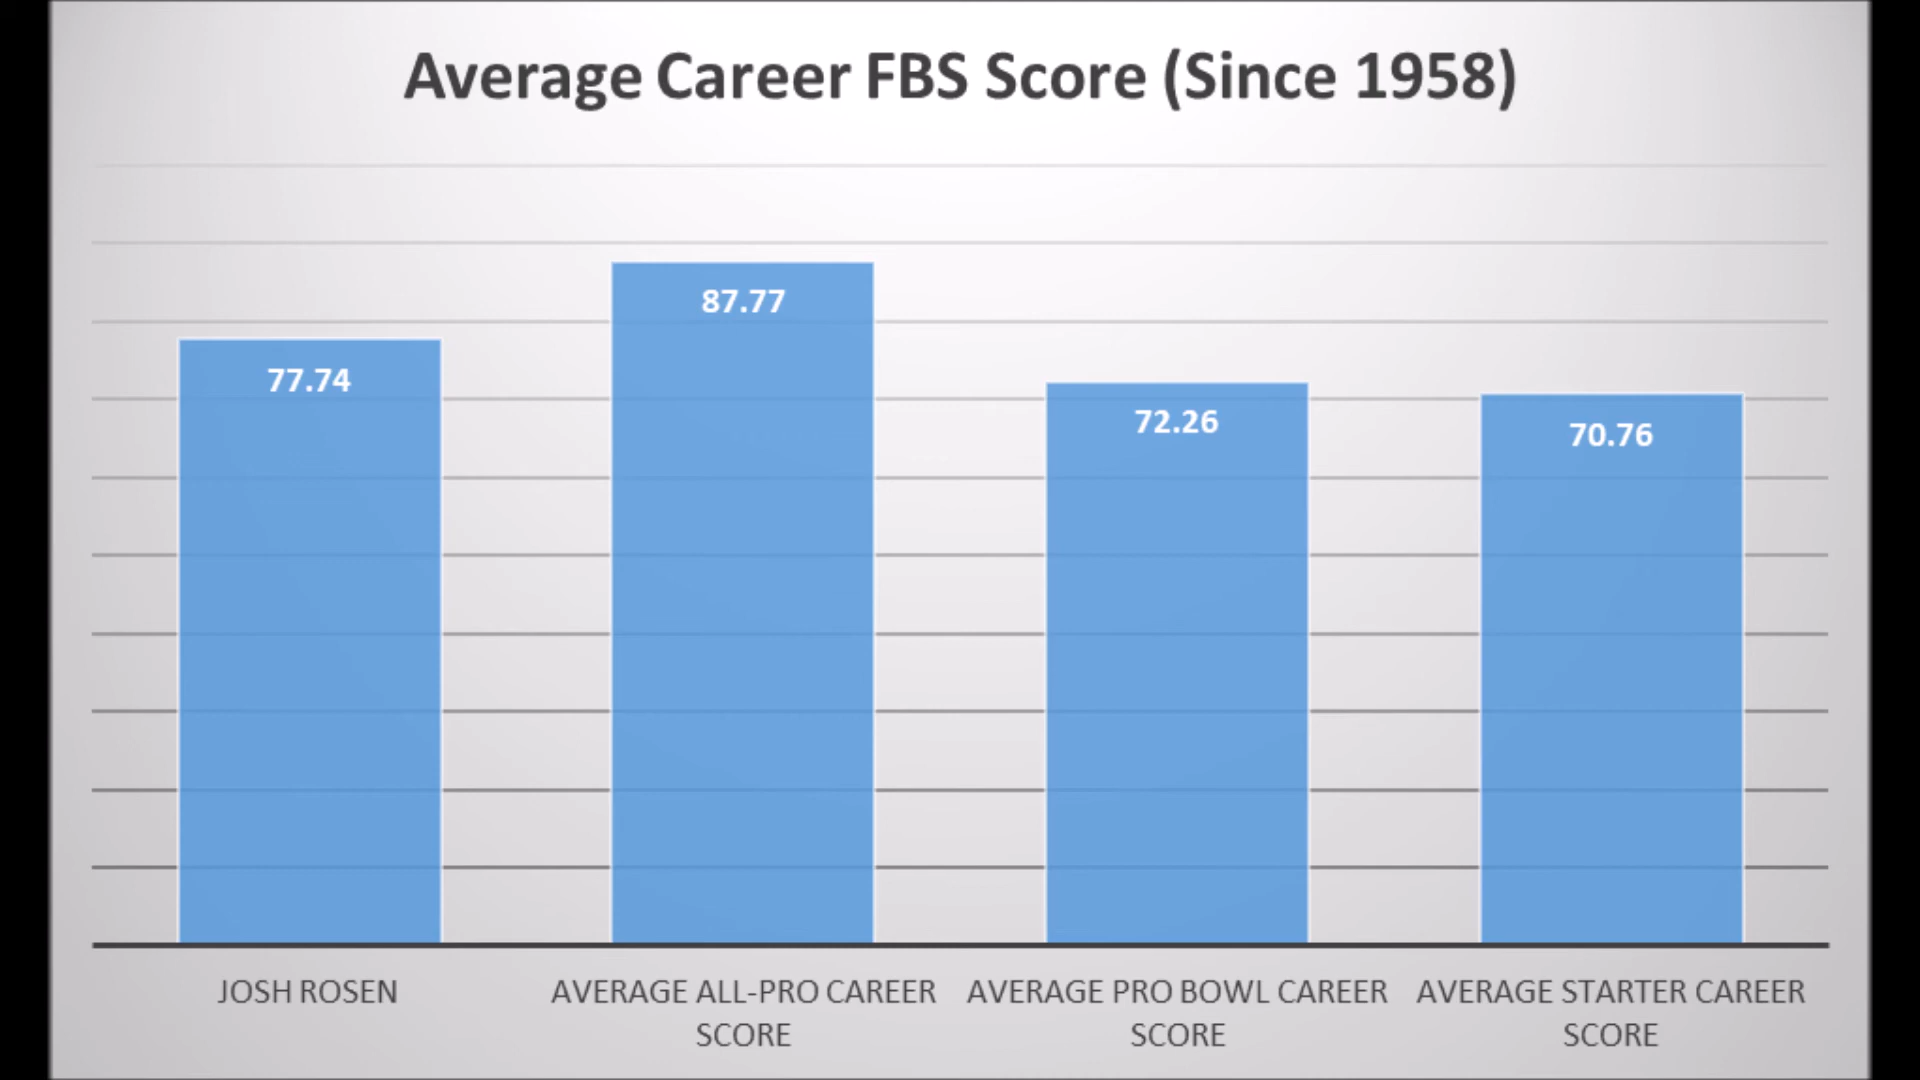 Average Career FBS Score (Since 1958)
77.74
87.77
72.26
70.76
JOSH ROSEN
AVERAGE ALL-PRO CAREER
SCORE
AVERAGE PRO BOWL CAREER
SCORE
AVERAGE STARTER CAREER
SCORE